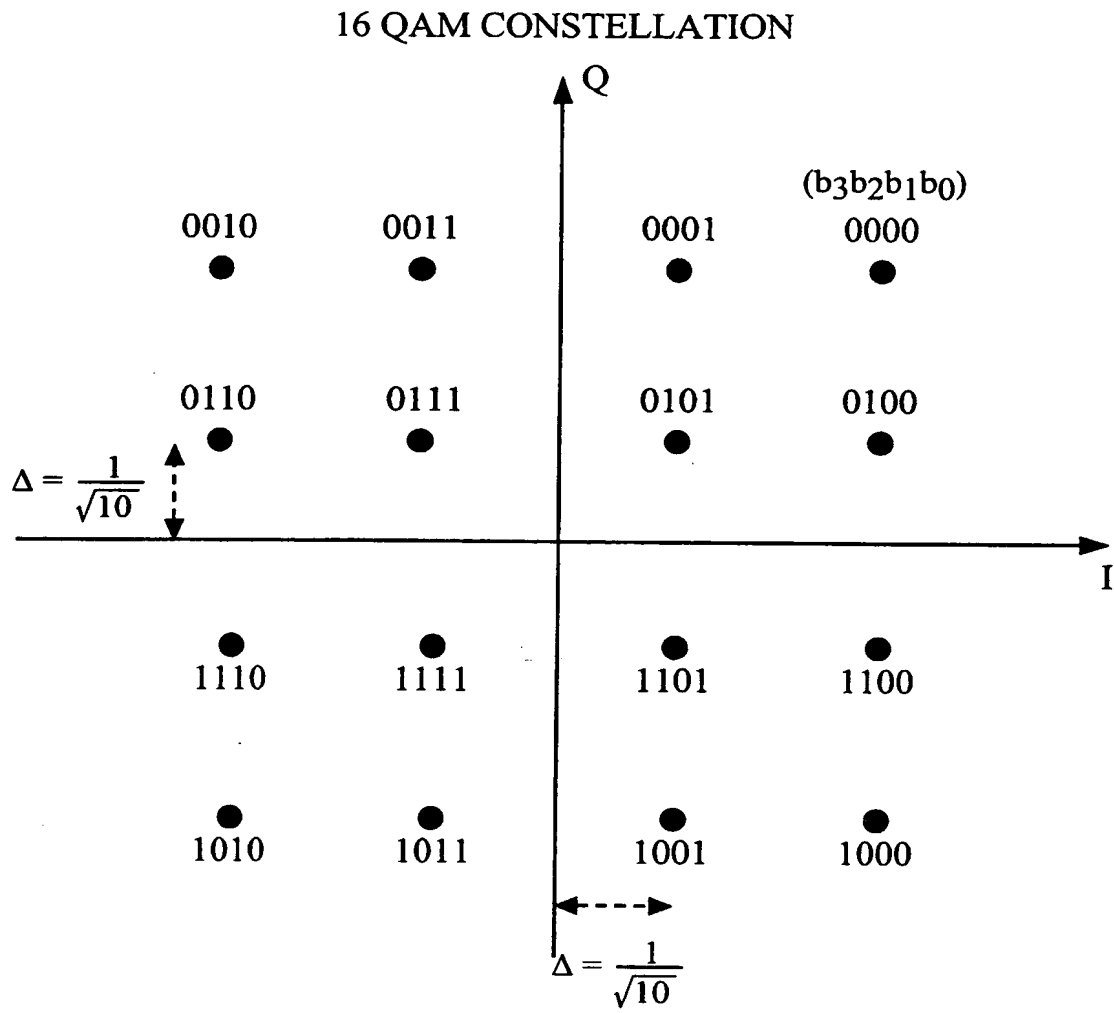 16 QAM CONSTELLATION
Q
(b3b2b1b0)
0010 0011 0001 0000
0110 0111 0101 0100
Δ = 1/√10
I
1110 1111 1101 1100
1010 1011 1001 1000
Δ = 1/√10